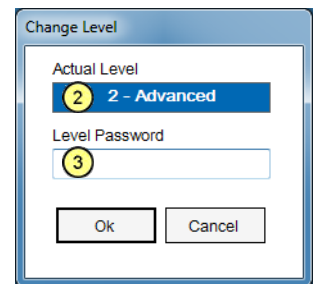 Change Level
Actual Level
2 2 - Advanced
Level Password
3
Ok Cancel